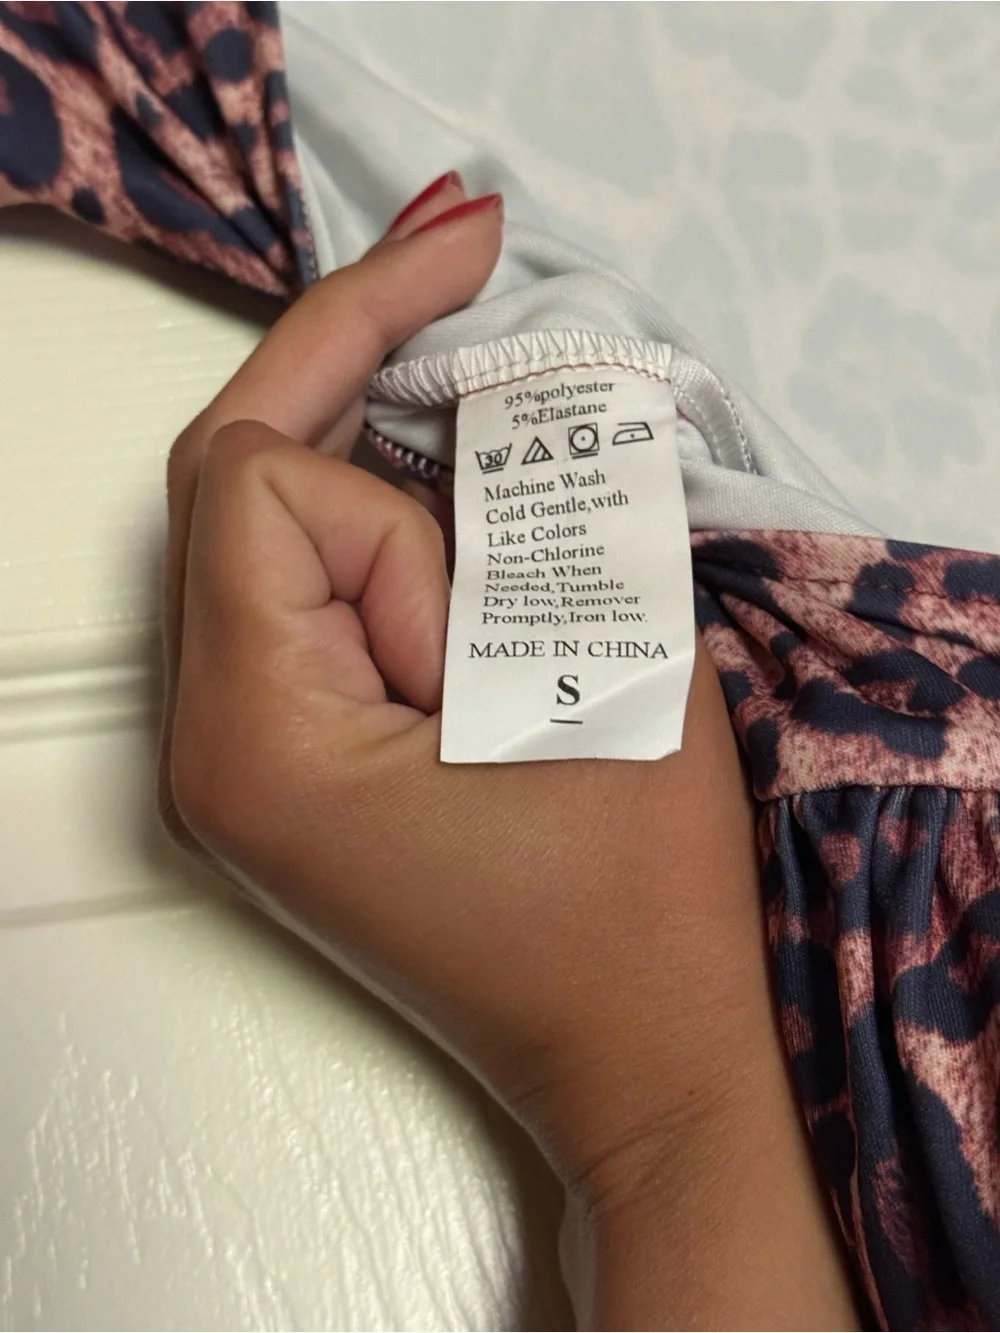 95%polyester
5%Elastane
30
Machine Wash
Cold Gentle,with
Like Colors
Non-Chlorine
Bleach When
Needed,Tumble
Dry low,Remover
Promptly,Iron low.
MADE IN CHINA
S